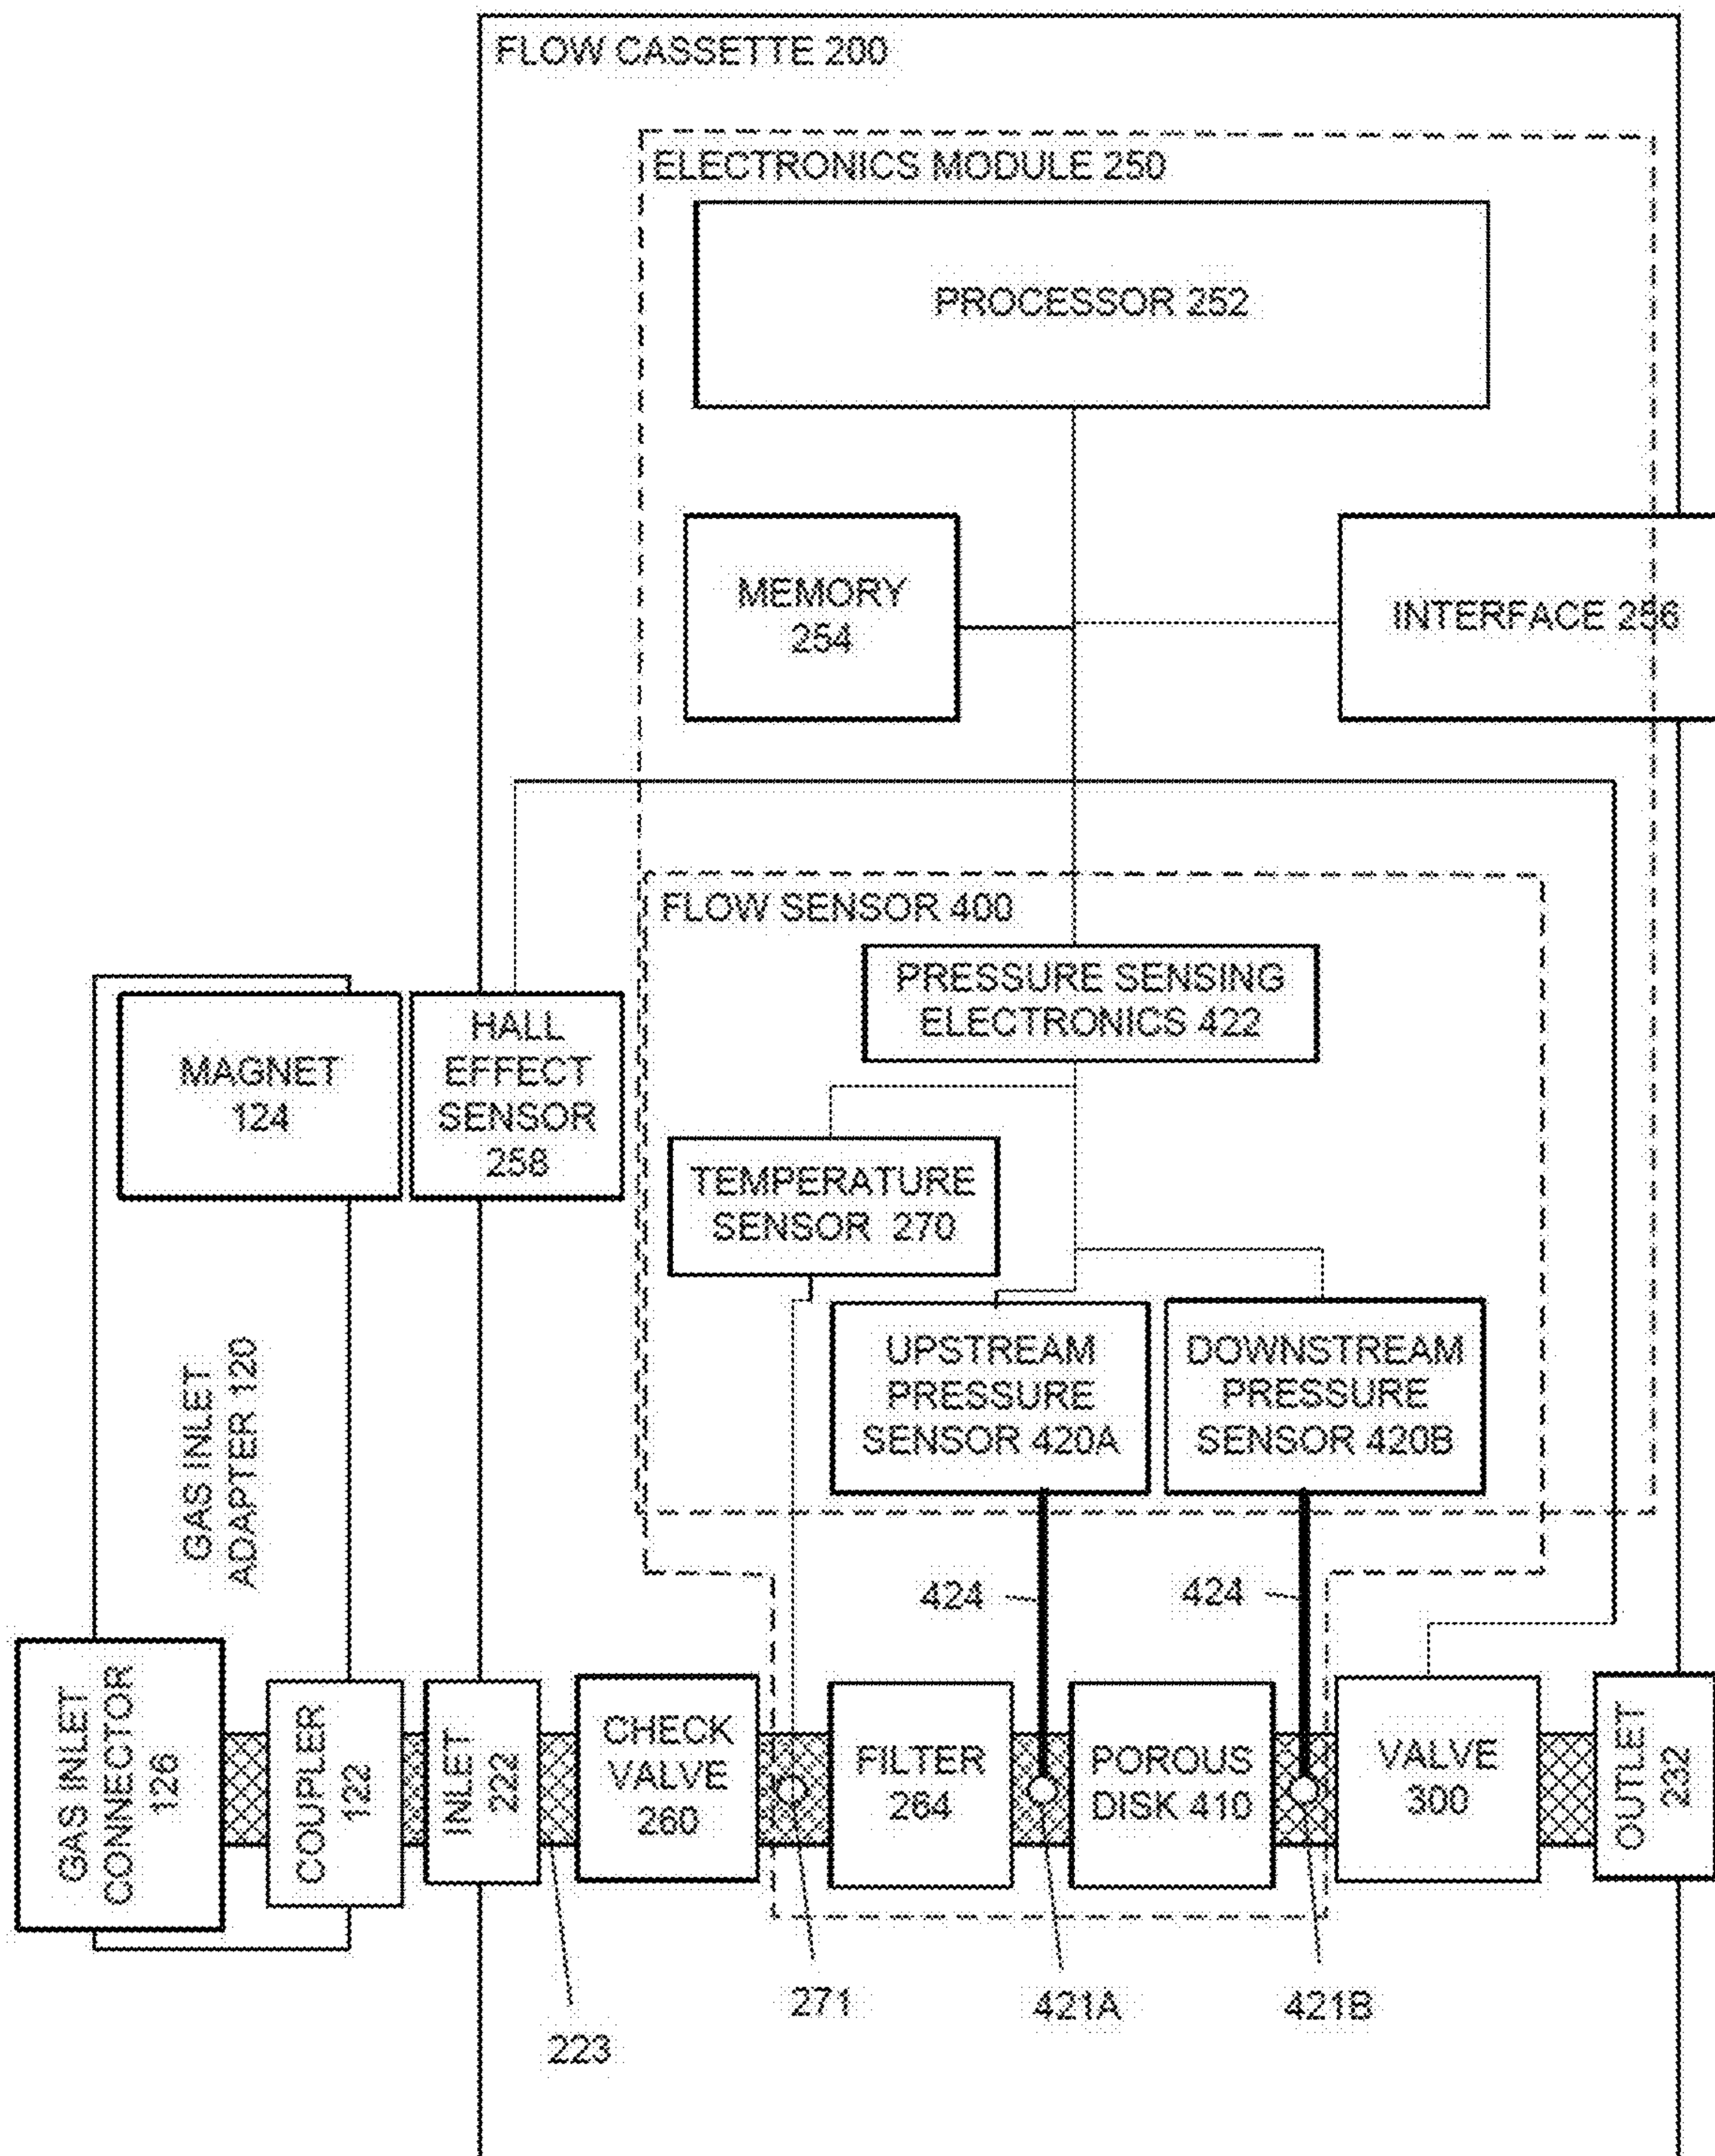 FLOW CASSETTE 200
ELECTRONICS MODULE 250
PROCESSOR 252
MEMORY
254
INTERFACE 256
FLOW SENSOR 400
PRESSURE SENSING
ELECTRONICS 422
MAGNET
124
HALL
EFFECT
SENSOR
258
TEMPERATURE
SENSOR 270
UPSTREAM
PRESSURE
SENSOR 420A
DOWNSTREAM
PRESSURE
SENSOR 420B
GAS INLET
ADAPTER 120
424
424
GAS INLET
CONNECTOR
126
COUPLER
122
INLET
222
CHECK
VALVE
260
FILTER
264
POROUS
DISK 410
VALVE
300
OUTLET
232
271
421A
421B
223